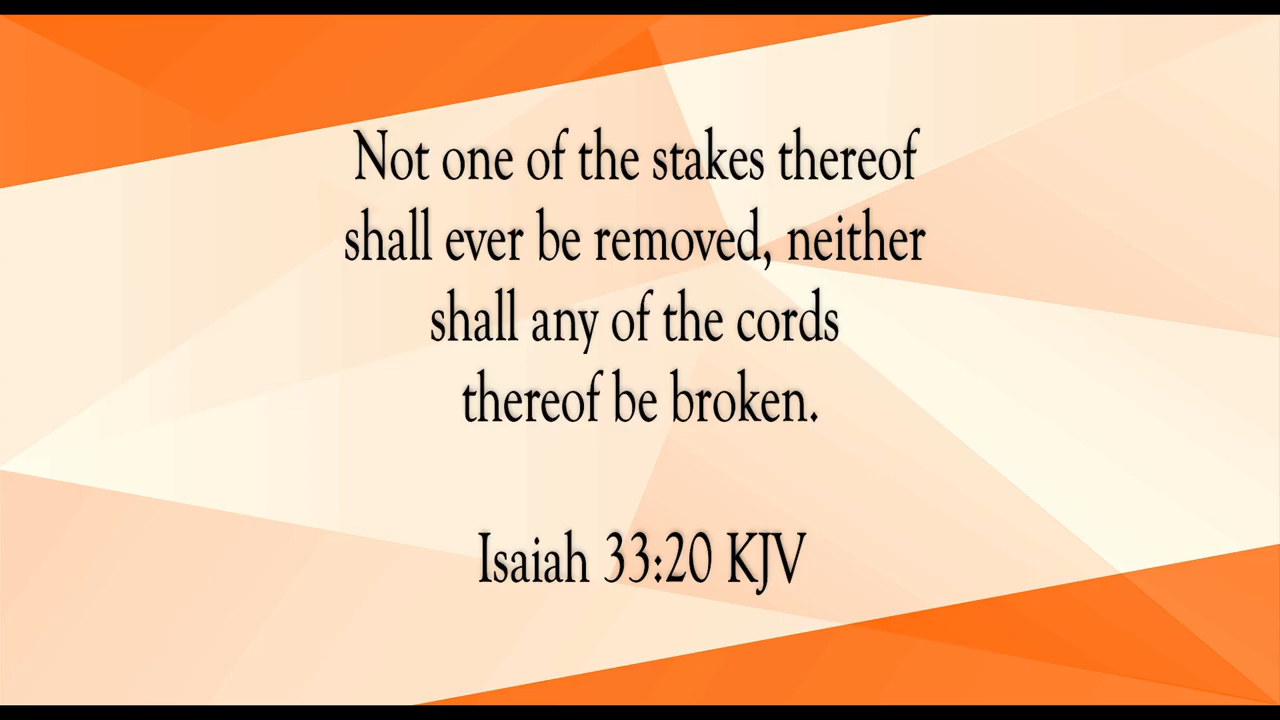 Not one of the stakes thereof
shall ever be removed, neither
shall any of the cords
thereof be broken.
Isaiah 33:20 KJV